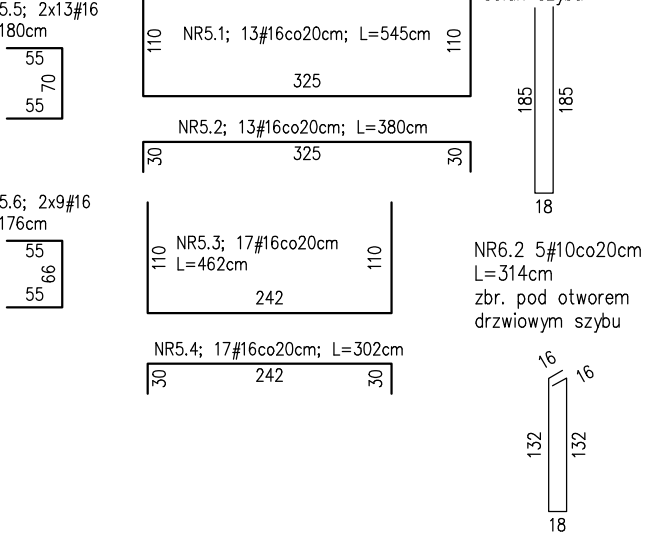 5.5; 2x13#16
180cm
55
70
55
110
NR5.1; 13#16co20cm; L=545cm
110
325
NR5.2; 13#16co20cm; L=380cm
30
325
30
185
185
18
5.6; 2x9#16
176cm
55
66
55
110
NR5.3; 17#16co20cm
L=462cm
110
242
NR5.4; 17#16co20cm; L=302cm
30
242
30
NR6.2 5#10co20cm
L=314cm
zbr. pod otworem
drzwiowym szybu
16
16
132
132
18